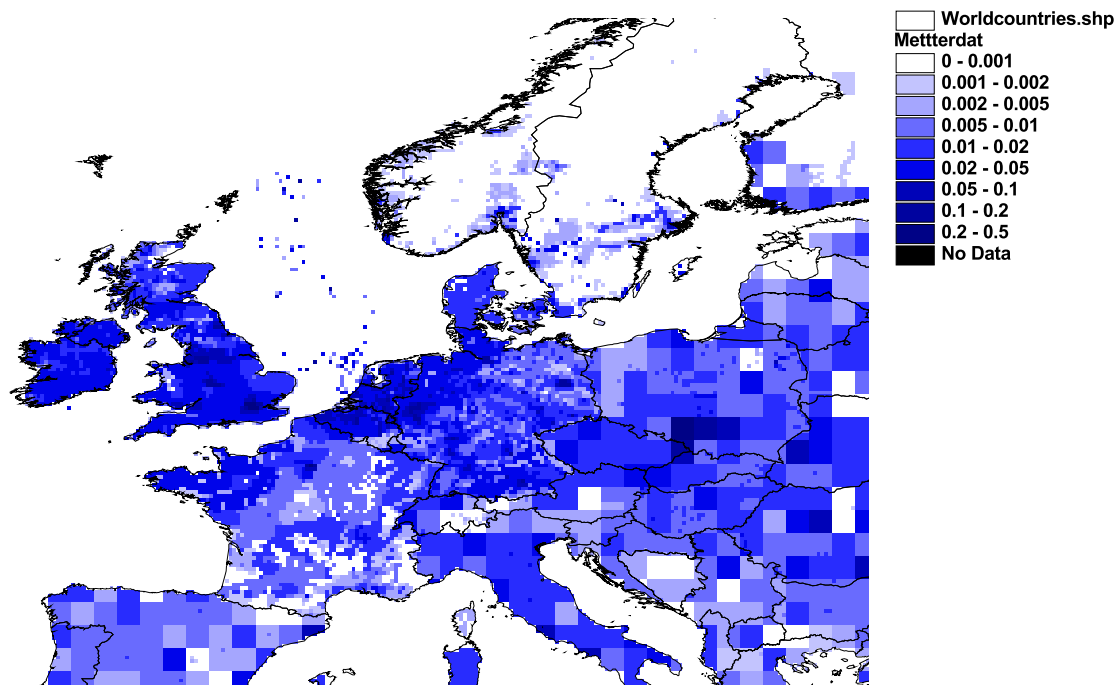 Worldcountries.shp
Mettterdat
0 - 0.001
0.001 - 0.002
0.002 - 0.005
0.005 - 0.01
0.01 - 0.02
0.02 - 0.05
0.05 - 0.1
0.1 - 0.2
0.2 - 0.5
No Data